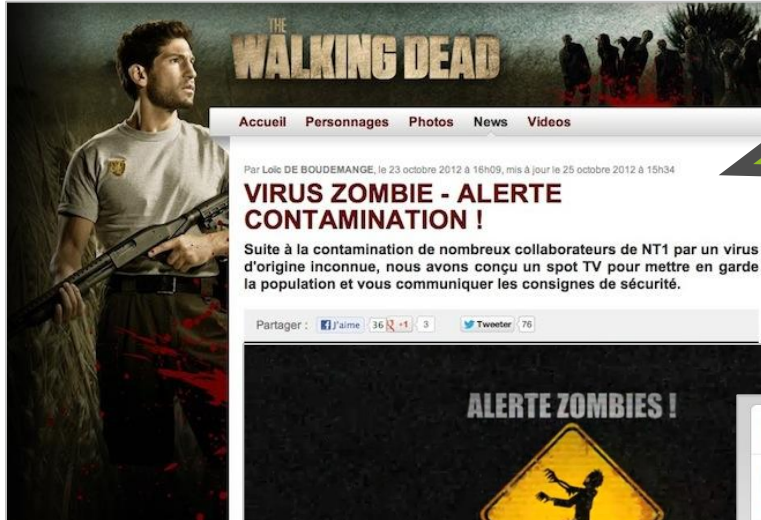 THE
WALKING DEAD
Accueil Personnages Photos News Videos
Par Loïc DE BOUDEMANGE, le 23 octobre 2012 à 16h09, mis à jour le 25 octobre 2012 à 15h34
VIRUS ZOMBIE - ALERTE
CONTAMINATION !
Suite à la contamination de nombreux collaborateurs de NT1 par un virus
d'origine inconnue, nous avons conçu un spot TV pour mettre en garde
la population et vous communiquer les consignes de sécurité.
Partager : J'aime 36 +1 3 Tweeter 76
ALERTE ZOMBIES !